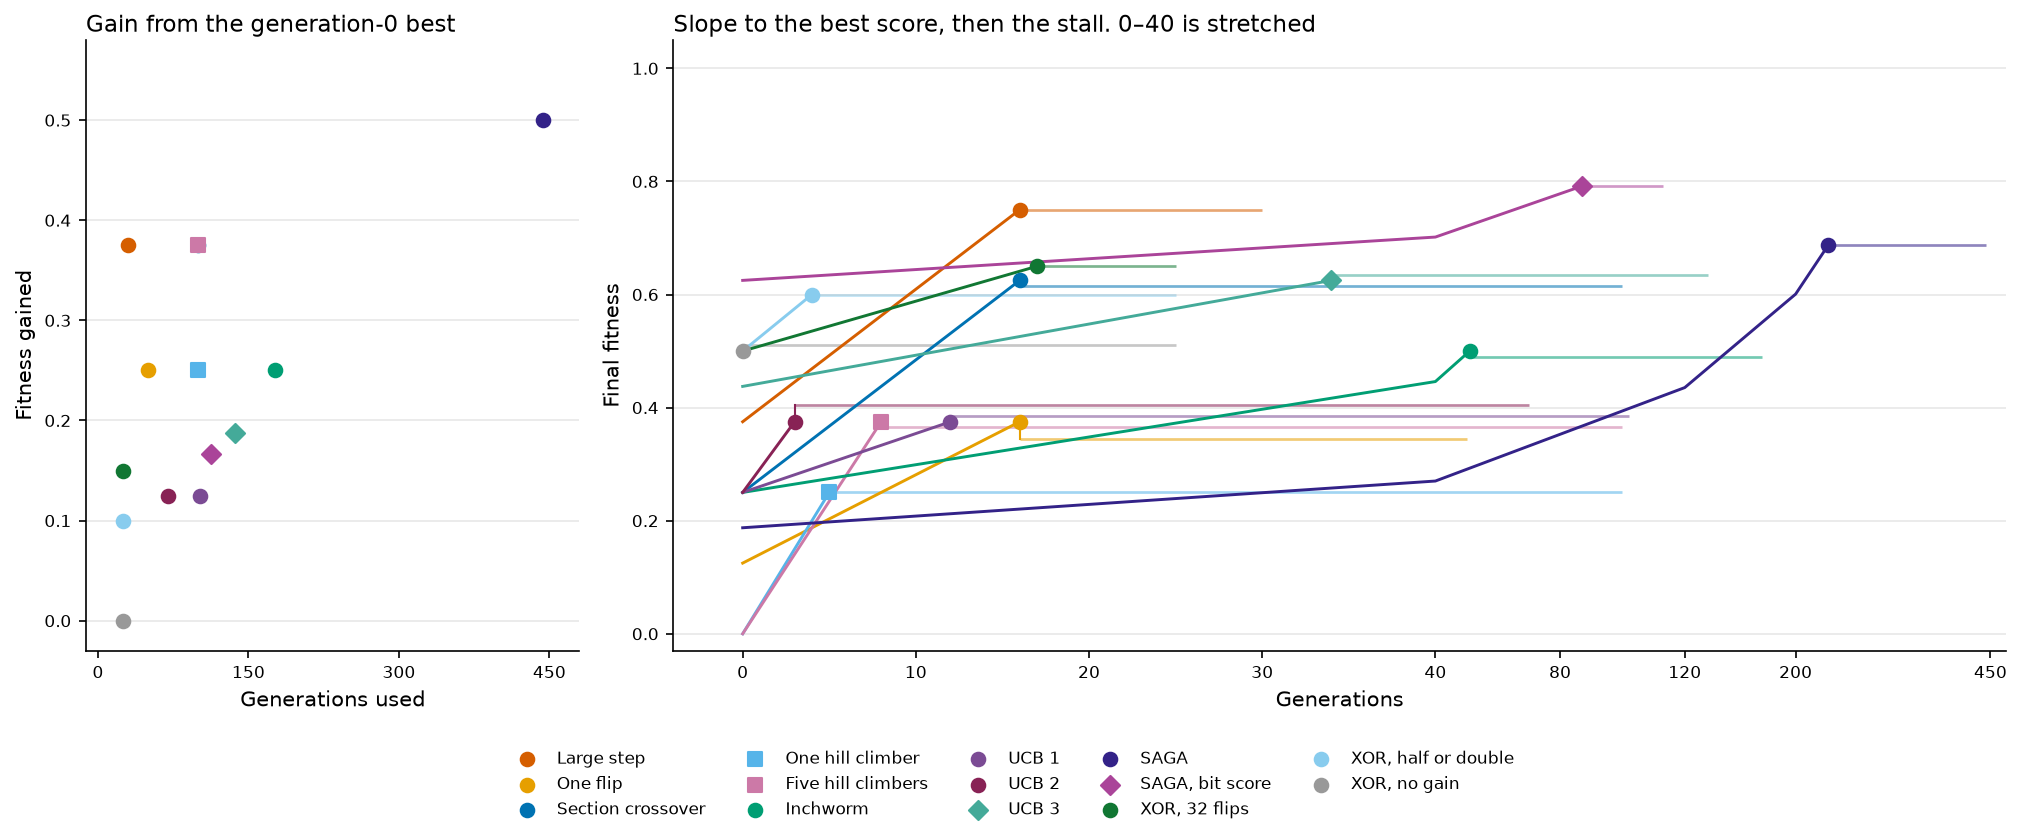 Gain from the generation-0 best
Fitness gained
0.5
0.4
0.3
0.2
0.1
0.0
0 150 300 450
Generations used
Slope to the best score, then the stall. 0–40 is stretched
Final fitness
1.0
0.8
0.6
0.4
0.2
0.0
0 10 20 30 40 80 120 200 450
Generations
Large step
One flip
Section crossover
One hill climber
Five hill climbers
Inchworm
UCB 1
UCB 2
UCB 3
SAGA
SAGA, bit score
XOR, 32 flips
XOR, half or double
XOR, no gain